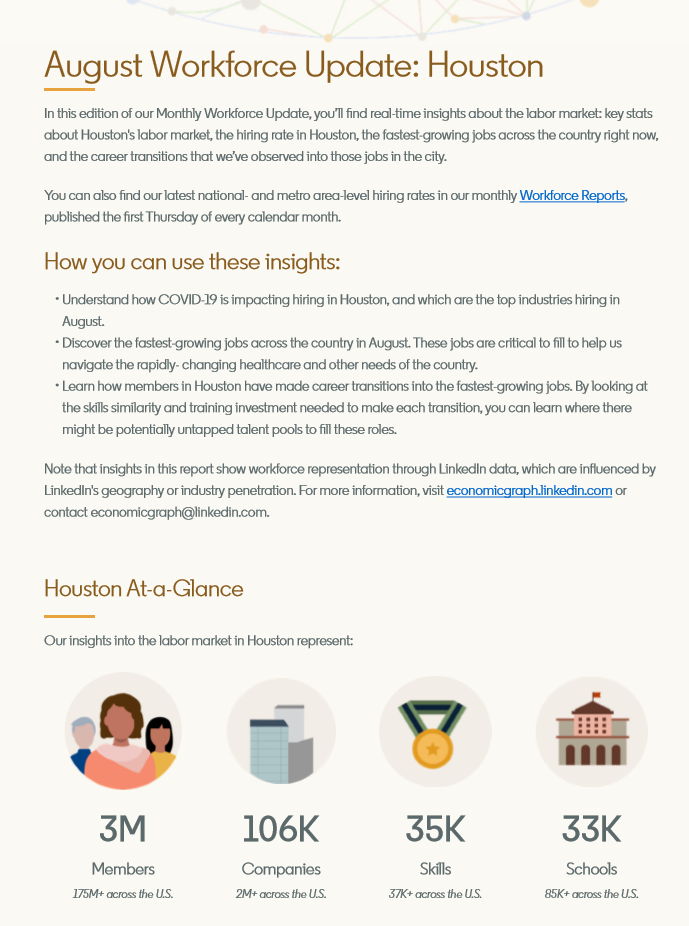 August Workforce Update: Houston
In this edition of our Monthly Workforce Update, you'll find real-time insights about the labor market: key stats
about Houston's labor market, the hiring rate in Houston, the fastest-growing jobs across the country right now,
and the career transitions that we've observed into those jobs in the city.
You can also find our latest national- and metro area-level hiring rates in our monthly Workforce Reports,
published the first Thursday of every calendar month.
How you can use these insights:
• Understand how COVID-19 is impacting hiring in Houston, and which are the top industries hiring in
August.
• Discover the fastest-growing jobs across the country in August. These jobs are critical to fill to help us
navigate the rapidly- changing healthcare and other needs of the country.
• Learn how members in Houston have made career transitions into the fastest-growing jobs. By looking at
the skills similarity and training investment needed to make each transition, you can learn where there
might be potentially untapped talent pools to fill these roles.
Note that insights in this report show workforce representation through LinkedIn data, which are influenced by
LinkedIn's geography or industry penetration. For more information, visit economicgraph.linkedin.com or
contact economicgraph@linkedin.com.
Houston At-a-Glance
Our insights into the labor market in Houston represent:
3M 106K 35K 33K
Members Companies Skills Schools
175M+ across the U.S. 2M+ across the U.S. 37K+ across the U.S. 85K+ across the U.S.